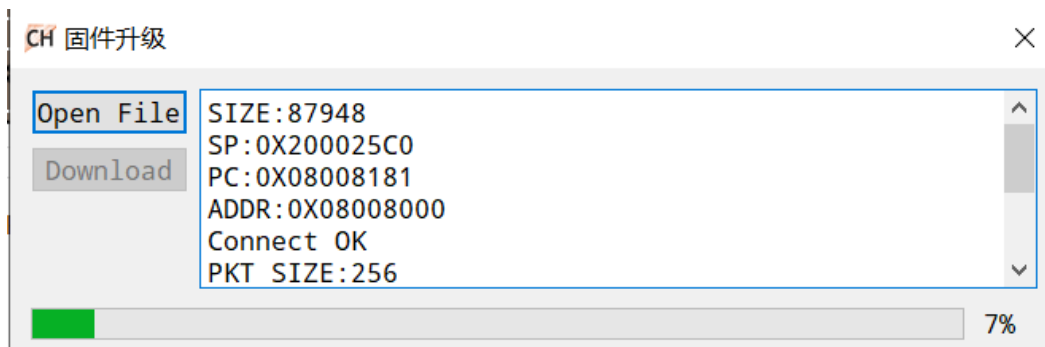 CH 固件升级
Open File
Download
SIZE:87948
SP:0X200025C0
PC:0X08008181
ADDR:0X08008000
Connect OK
PKT SIZE:256
7%